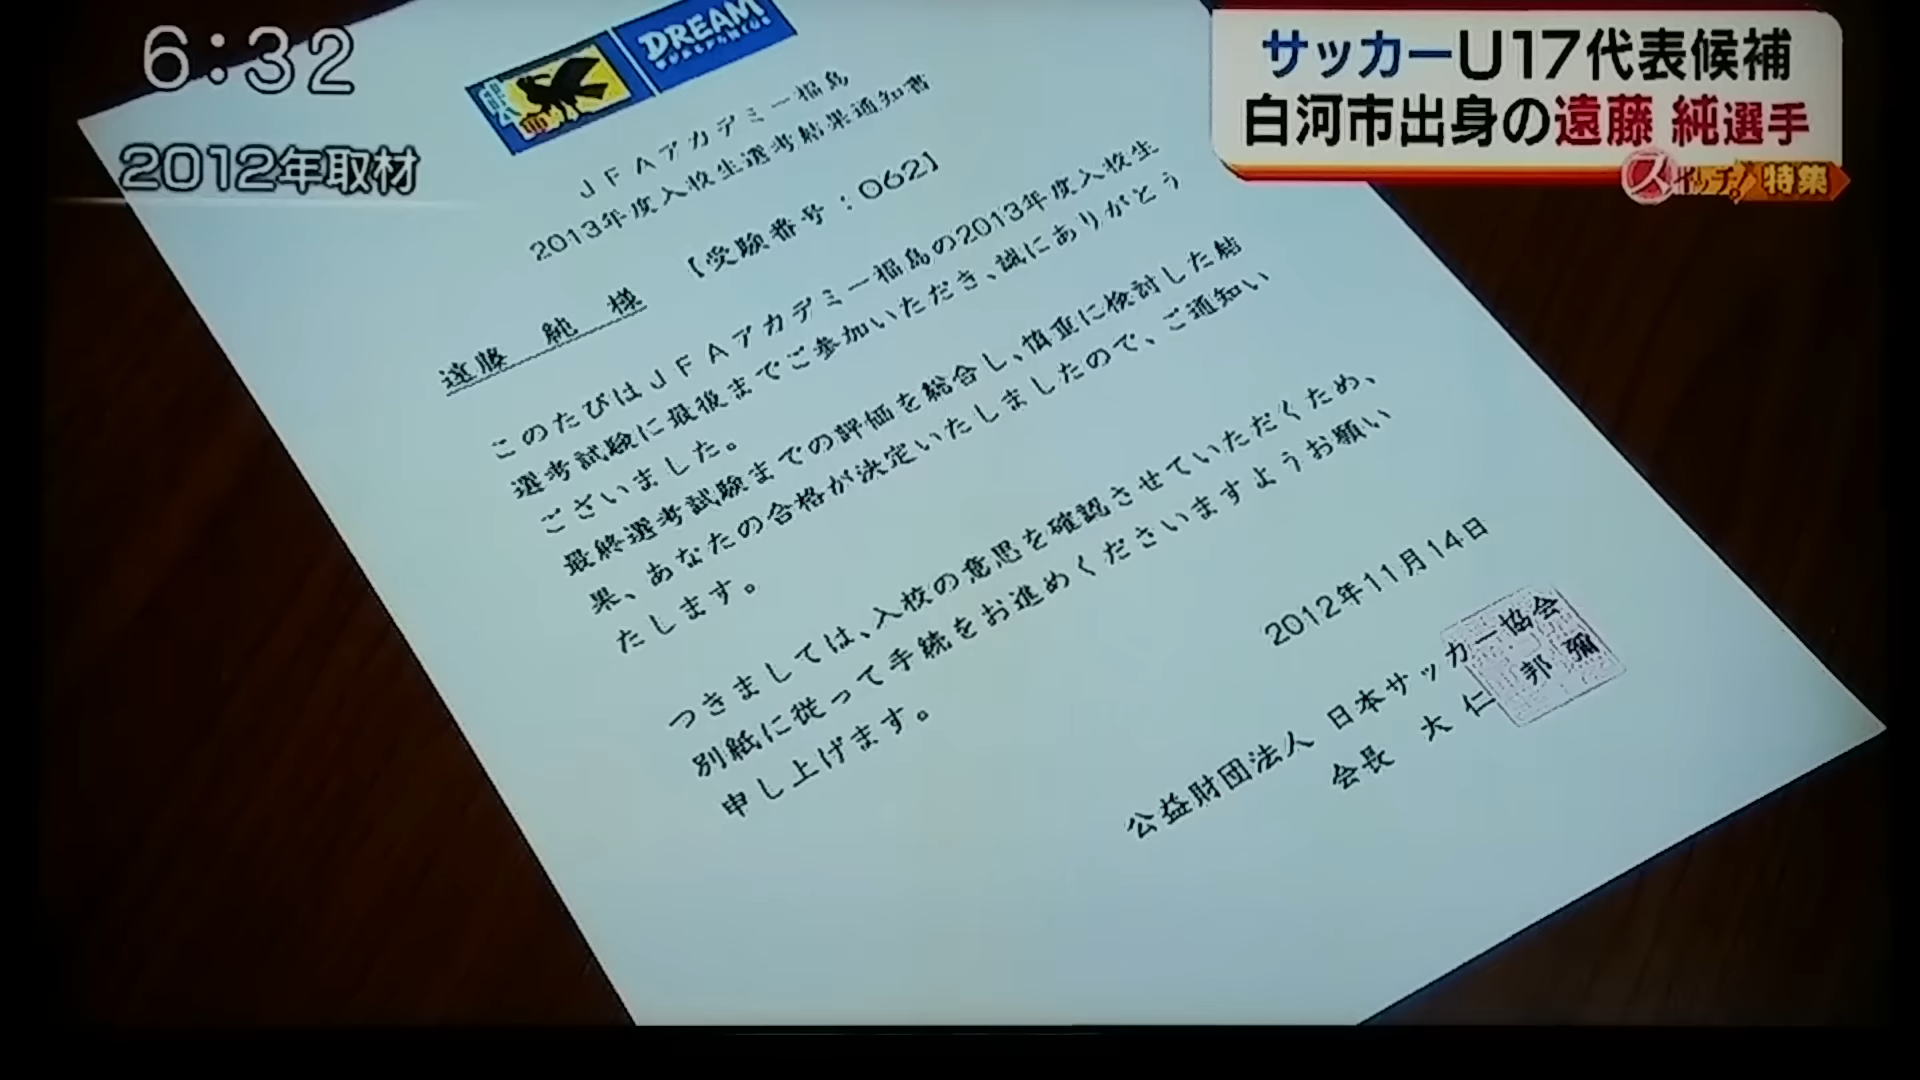 6:32
2012年取材
サッカーU17代表候補
白河市出身の遠藤 純選手
特集
DREAM
JFAアカデミー福島
2013年度入校生選考結果通知書
【受験番号：062】
遠藤 純 様
このたびはJFAアカデミー福島の2013年度入校生
選考試験に最後までご参加いただき、誠にありがとう
ございました。
最終選考試験までの評価を総合し、慎重に検討した結
果、あなたの合格が決定いたしましたので、ご通知い
たします。
つきましては、入校の意思を確認させていただくため、
別紙に従って手続をお進めくださいますようお願い
申し上げます。
2012年11月14日
公益財団法人 日本サッカー協会
会長 大仁 邦彌